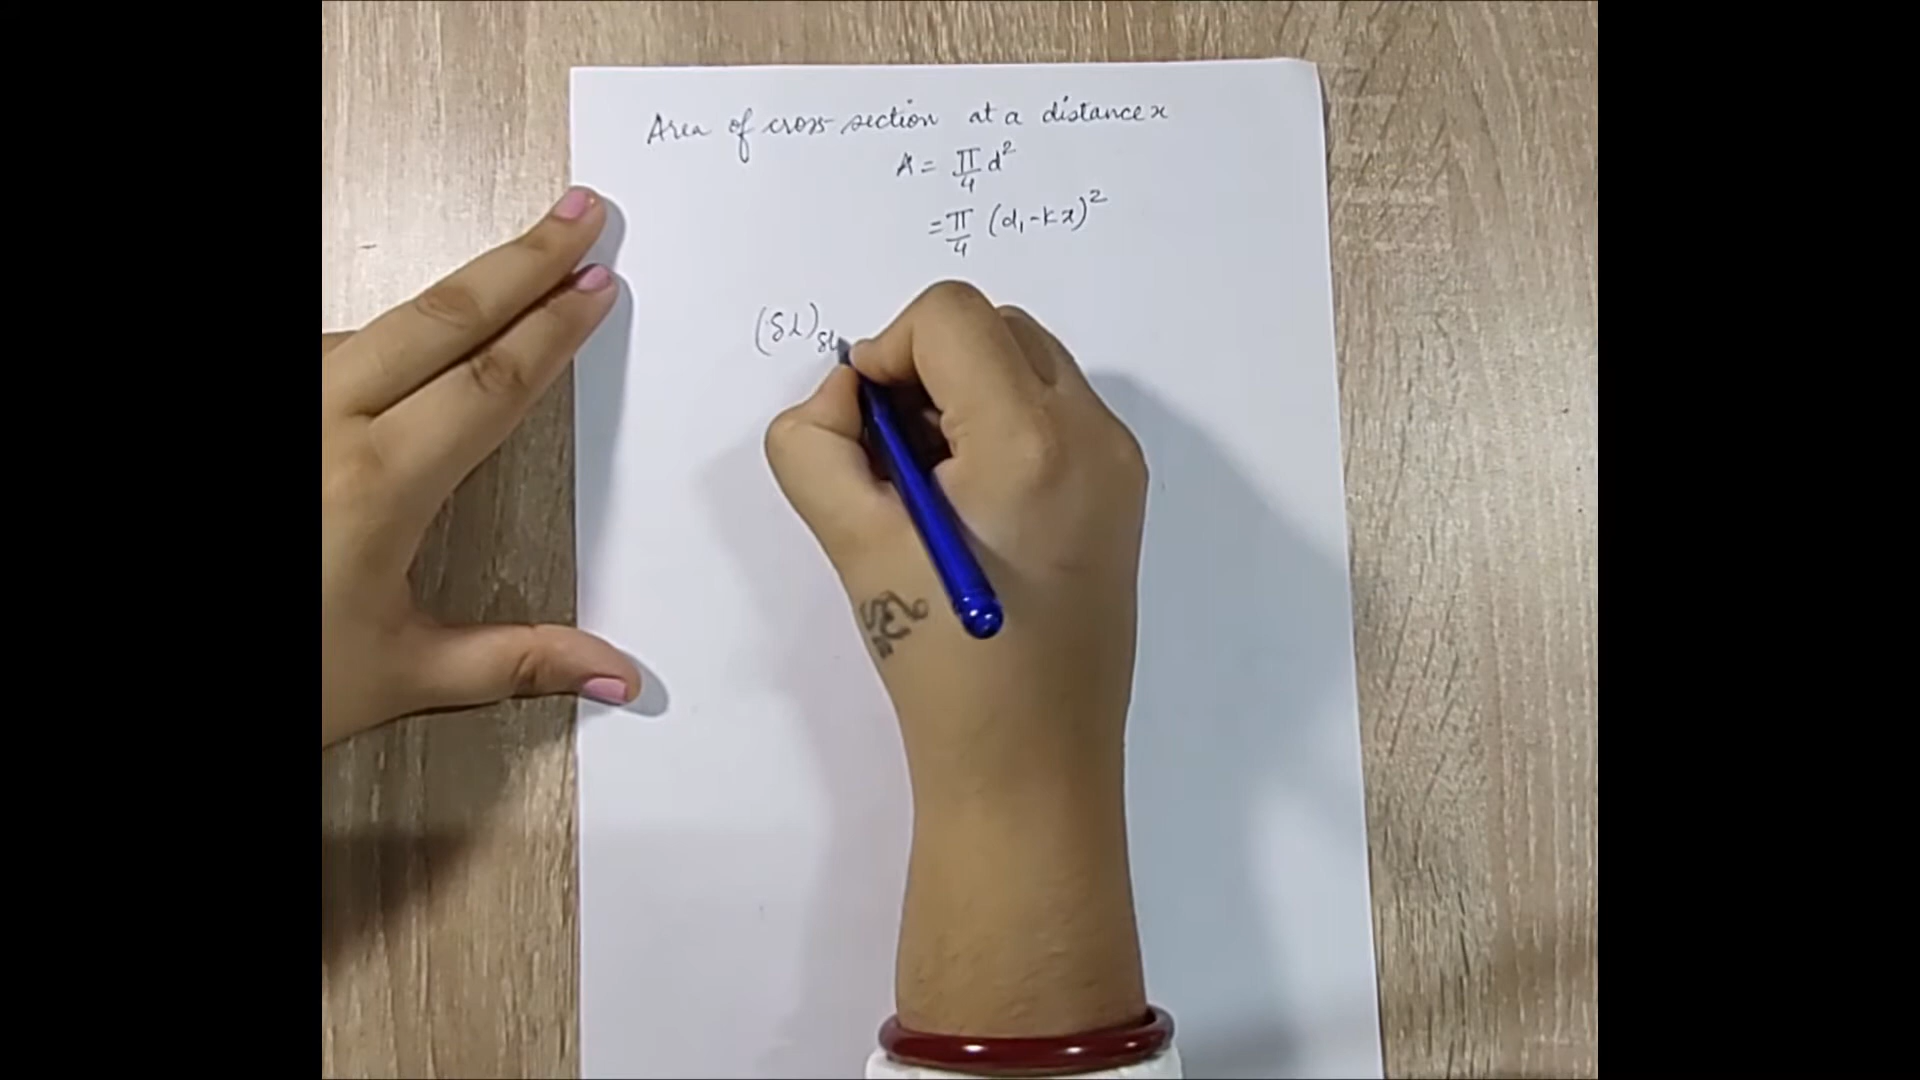 Area of cross-section at a distance x
A = π/4 d²
= π/4 (d₁-kx)²
(δl)
ॐ